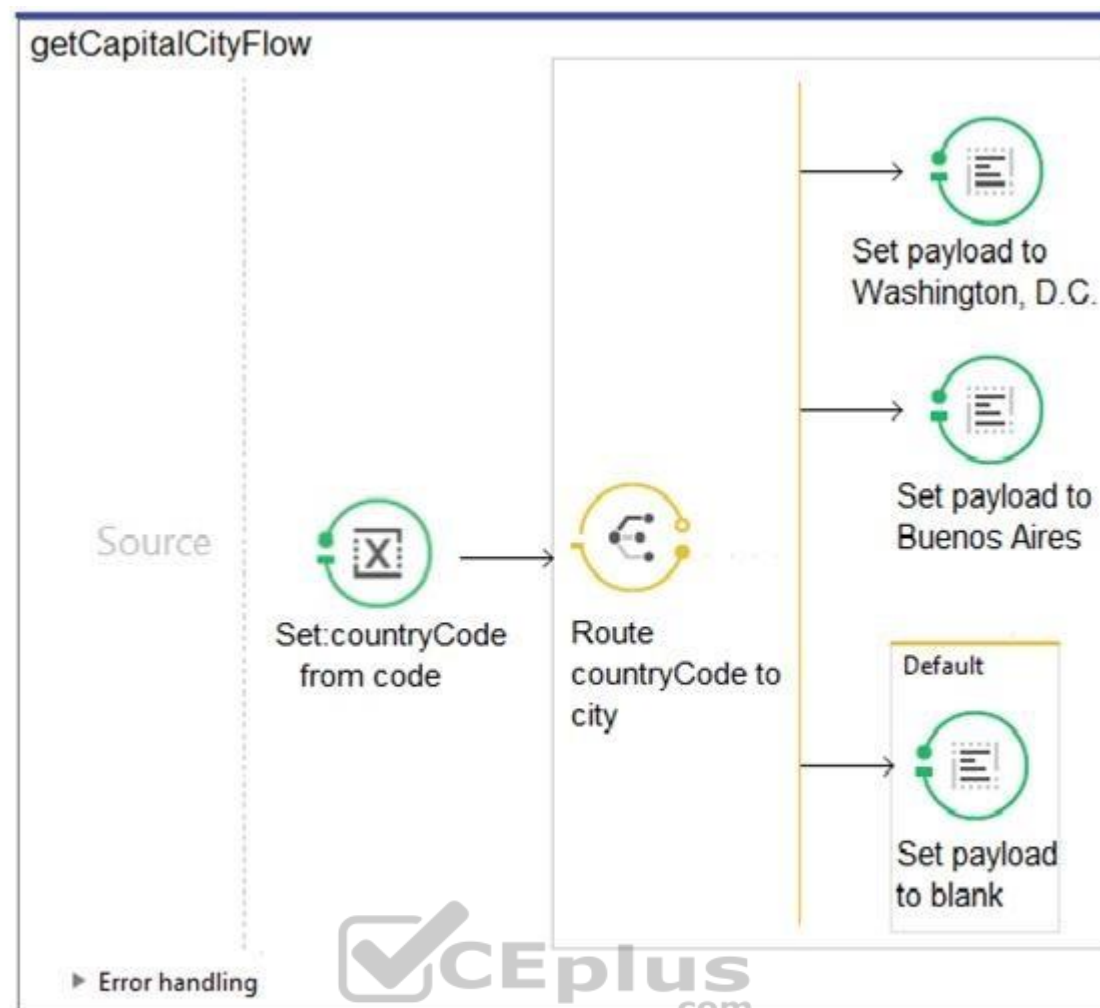 getCapitalCityFlow
Source
Set:countryCode
from code
Route
countryCode to
city
Set payload to
Washington, D.C.
Set payload to
Buenos Aires
Default
Set payload
to blank
Error handling
CEplus
.com